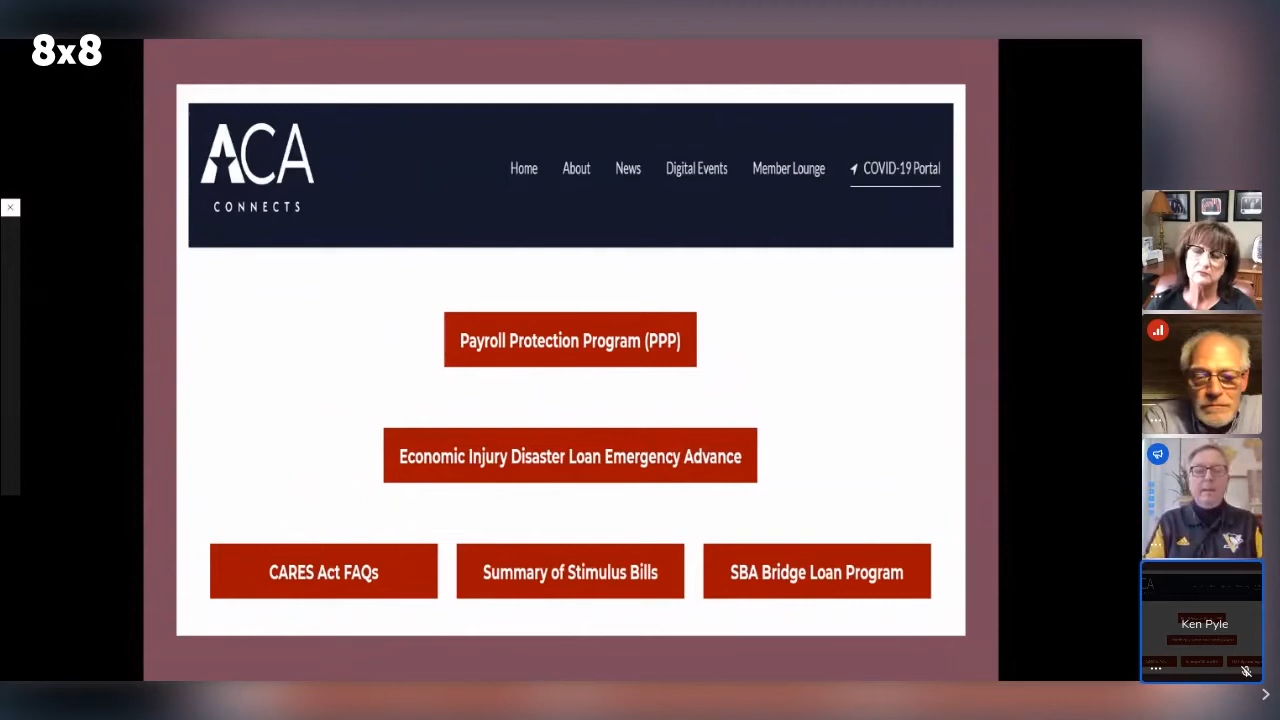 8x8
ACA
CONNECTS
Home About News Digital Events Member Lounge COVID-19 Portal
Payroll Protection Program (PPP)
Economic Injury Disaster Loan Emergency Advance
CARES Act FAQs Summary of Stimulus Bills SBA Bridge Loan Program
Ken Pyle